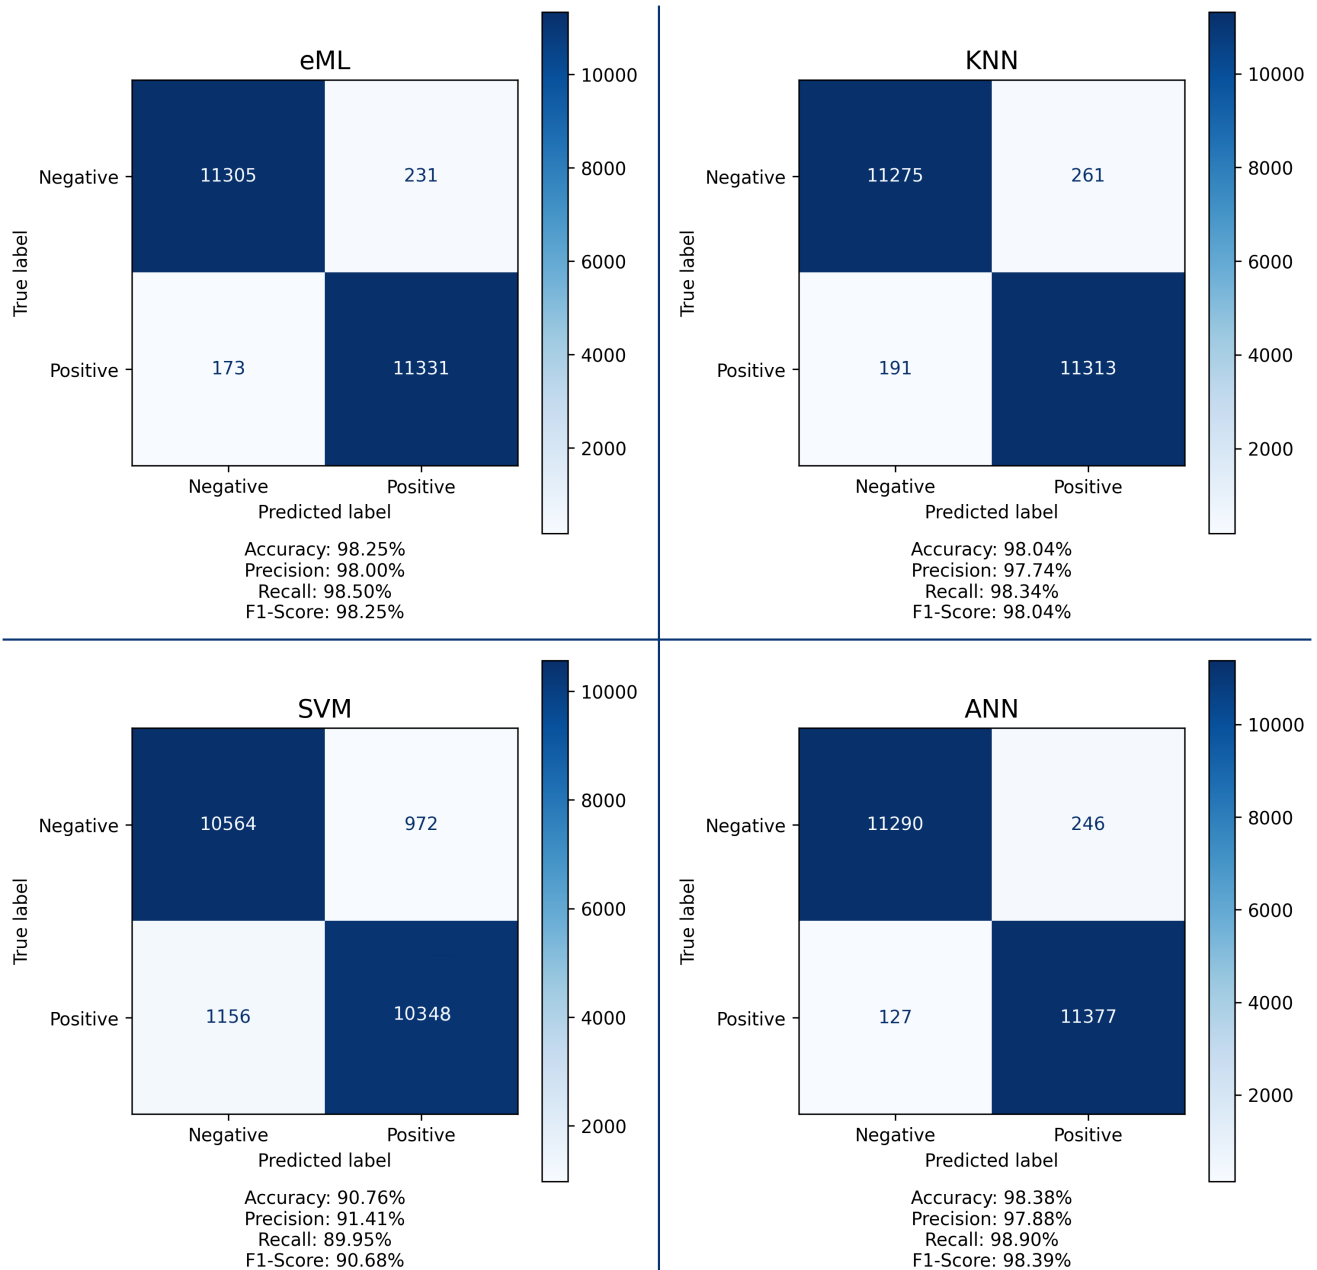 eML
11305
231
173
11331
Negative
Positive
True label
Negative
Positive
Predicted label
10000
8000
6000
4000
2000
Accuracy: 98.25%
Precision: 98.00%
Recall: 98.50%
F1-Score: 98.25%
KNN
11275
261
191
11313
Negative
Positive
True label
Negative
Positive
Predicted label
10000
8000
6000
4000
2000
Accuracy: 98.04%
Precision: 97.74%
Recall: 98.34%
F1-Score: 98.04%
SVM
10564
972
1156
10348
Negative
Positive
True label
Negative
Positive
Predicted label
10000
8000
6000
4000
2000
Accuracy: 90.76%
Precision: 91.41%
Recall: 89.95%
F1-Score: 90.68%
ANN
11290
246
127
11377
Negative
Positive
True label
Negative
Positive
Predicted label
10000
8000
6000
4000
2000
Accuracy: 98.38%
Precision: 97.88%
Recall: 98.90%
F1-Score: 98.39%